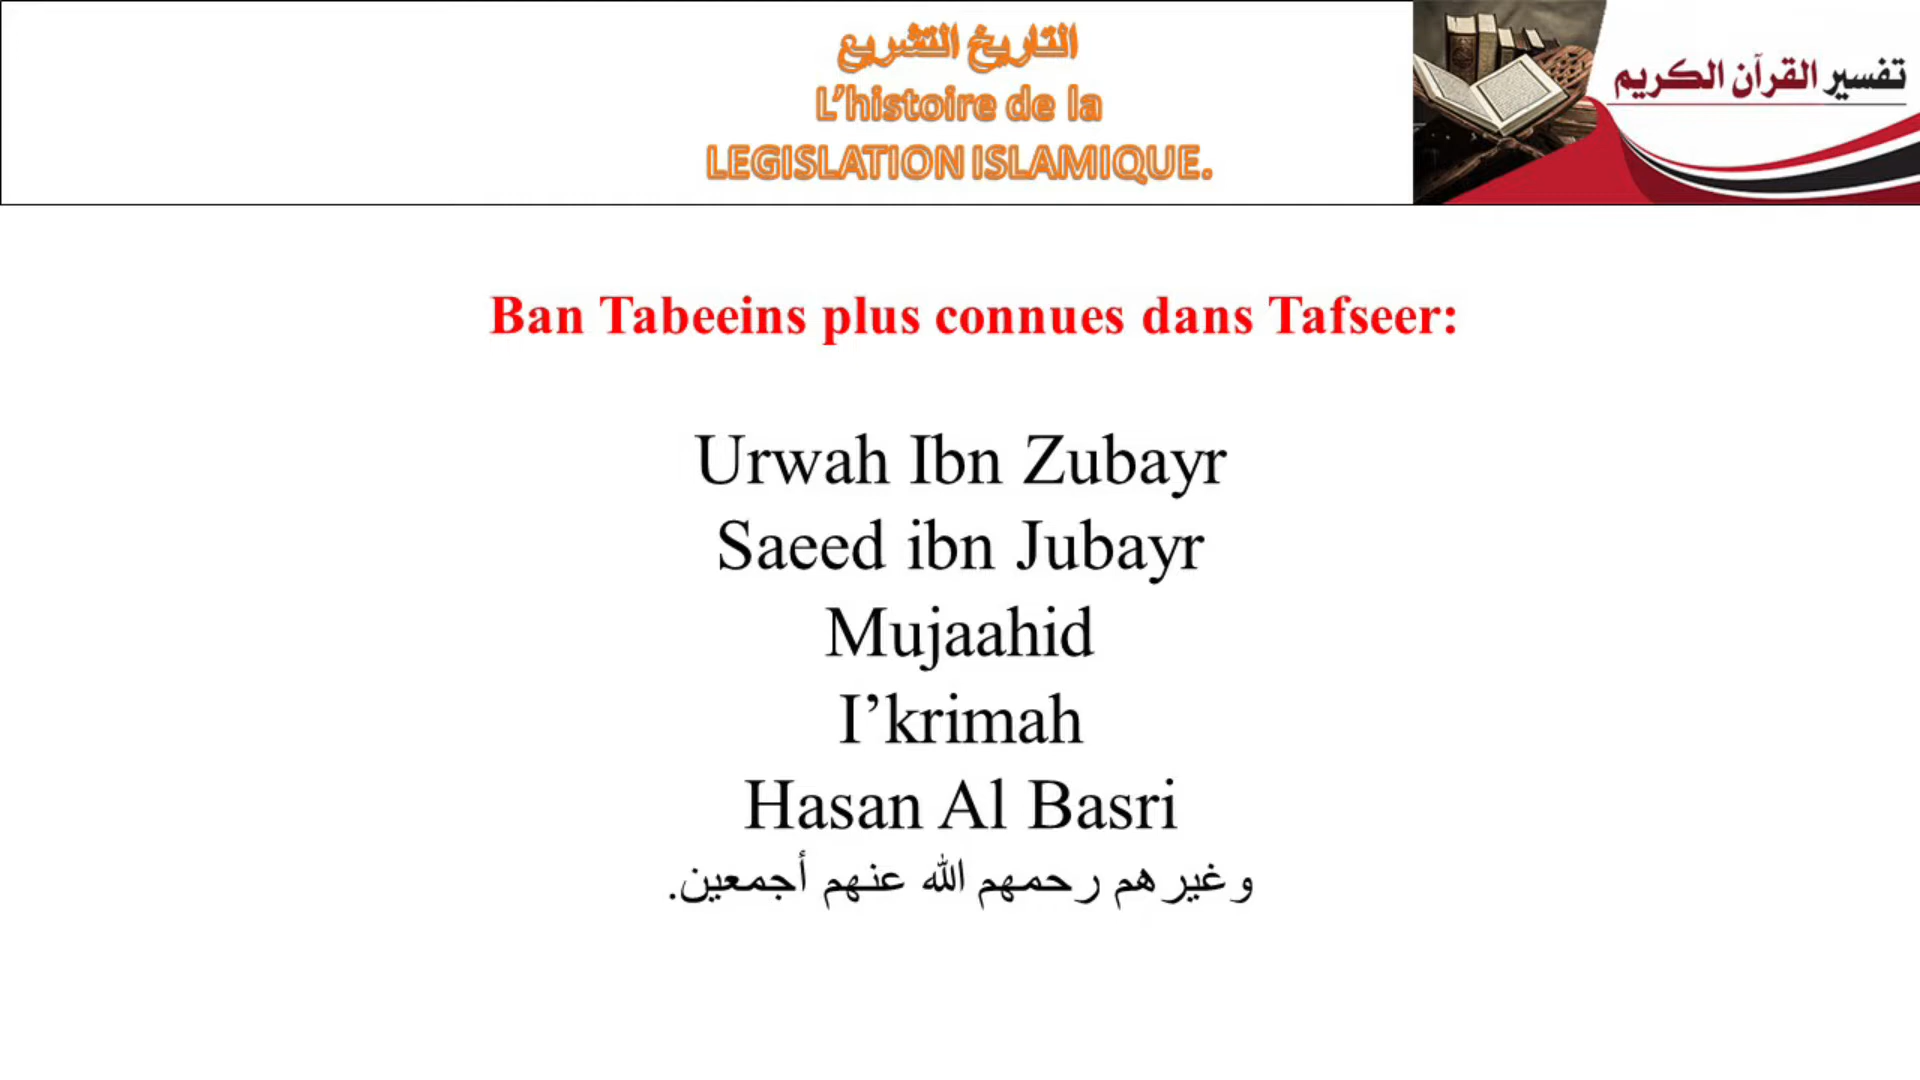 التاريخ التشريع
L’histoire de la
LEGISLATION ISLAMIQUE.
تفسير القرآن الكريم
Ban Tabeeins plus connues dans Tafseer:
Urwah Ibn Zubayr
Saeed ibn Jubayr
Mujaahid
I’krimah
Hasan Al Basri
وغيرهم رحمهم الله عنهم أجمعين.